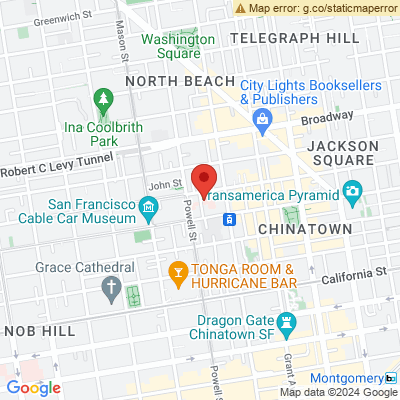 Map error: g.co/staticmaperror
Greenwich St
Mason St
Washington
Square
TELEGRAPH HILL
NORTH BEACH
City Lights Booksellers
& Publishers
Broadway
Ina Coolbrith
Park
JACKSON
SQUARE
Robert C Levy Tunnel
John St
Transamerica Pyramid
San Francisco
Cable Car Museum
Powell St
CHINATOWN
Grace Cathedral
TONGA ROOM &
HURRICANE BAR
California St
NOB HILL
Dragon Gate
Chinatown SF
Powell St
Grant A
Montgomery
Google
Map data ©2024 Google